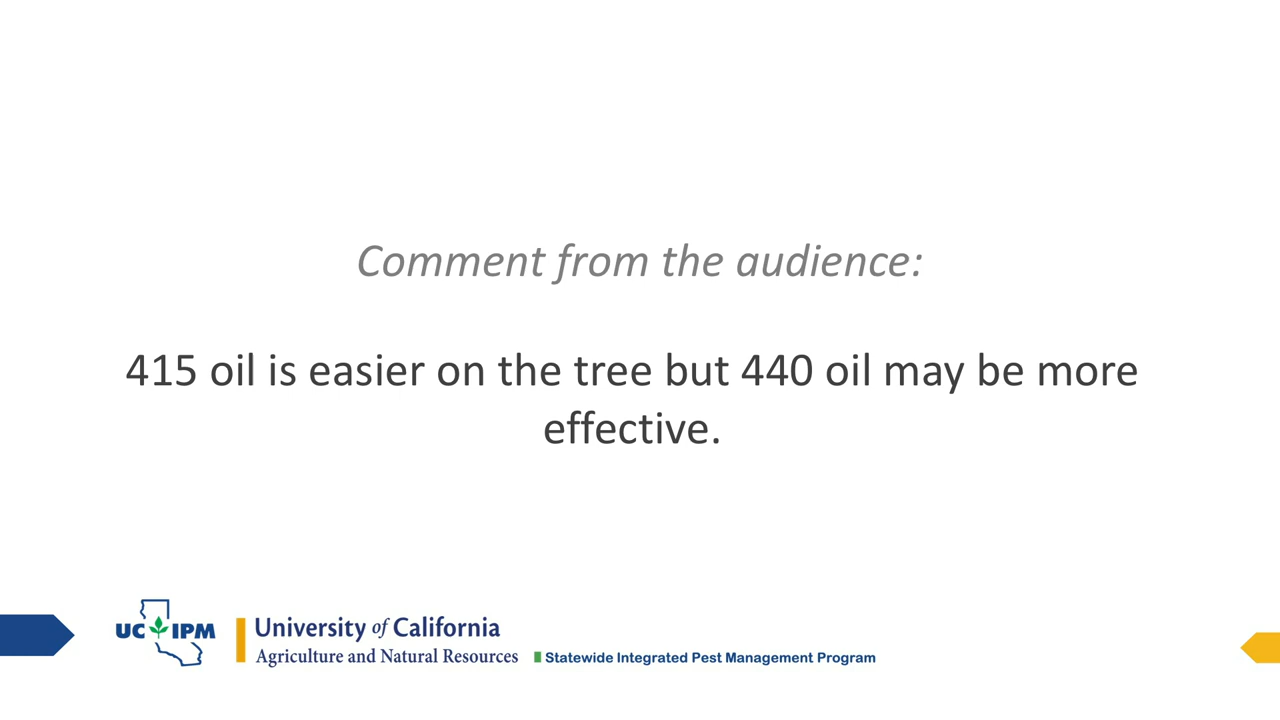 Comment from the audience:
415 oil is easier on the tree but 440 oil may be more
effective.
UC IPM
University of California
Agriculture and Natural Resources
Statewide Integrated Pest Management Program